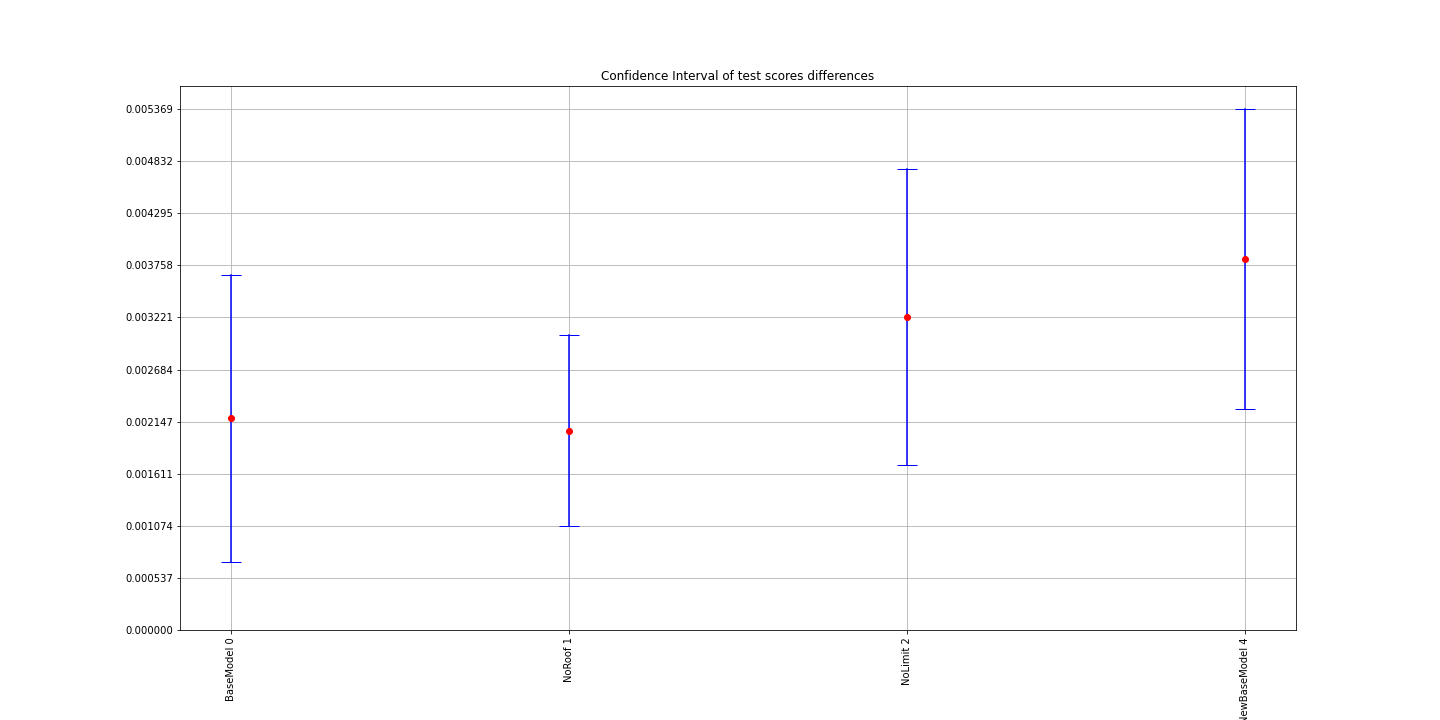 Confidence Interval of test scores differences
0.005369
0.004832
0.004295
0.003758
0.003221
0.002684
0.002147
0.001611
0.001074
0.000537
0.000000
BaseModel 0
NoRoof 1
NoLimit 2
NewBaseModel 4